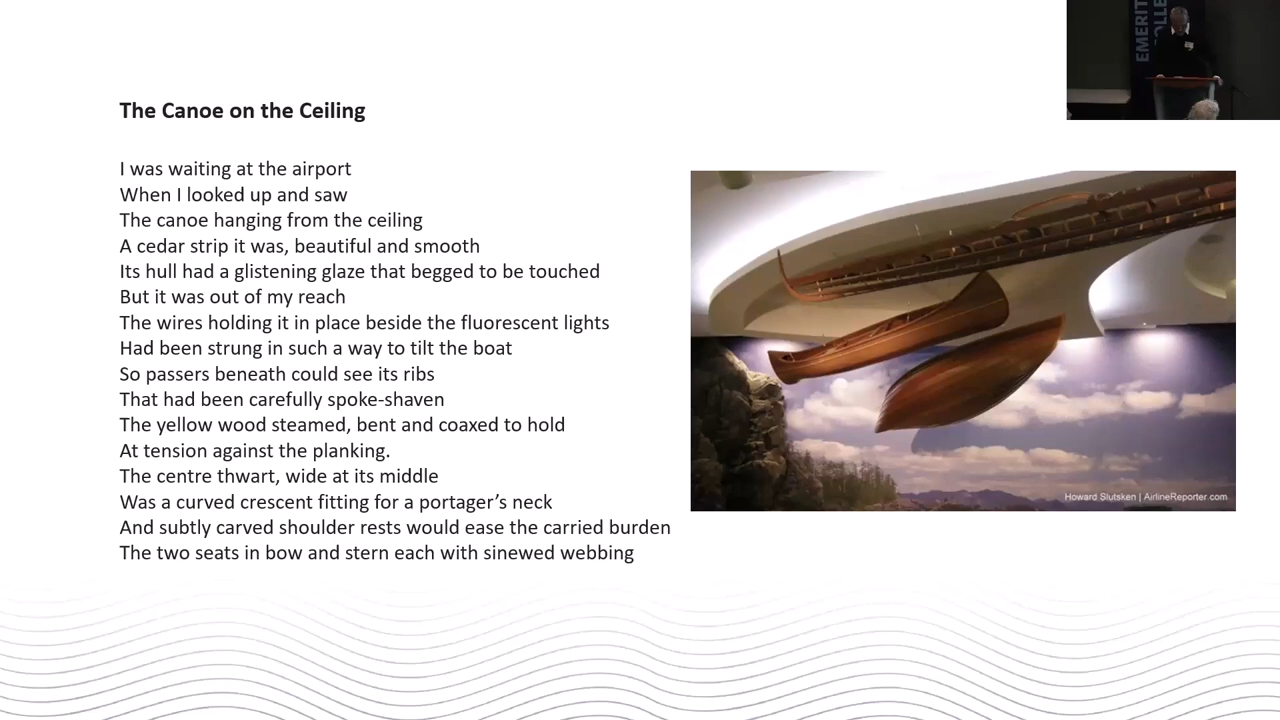 The Canoe on the Ceiling
I was waiting at the airport
When I looked up and saw
The canoe hanging from the ceiling
A cedar strip it was, beautiful and smooth
Its hull had a glistening glaze that begged to be touched
But it was out of my reach
The wires holding it in place beside the fluorescent lights
Had been strung in such a way to tilt the boat
So passers beneath could see its ribs
That had been carefully spoke-shaven
The yellow wood steamed, bent and coaxed to hold
At tension against the planking.
The centre thwart, wide at its middle
Was a curved crescent fitting for a portager’s neck
And subtly carved shoulder rests would ease the carried burden
The two seats in bow and stern each with sinewed webbing
Howard Slutsken | AirlineReporter.com
EMERIT
OLLE